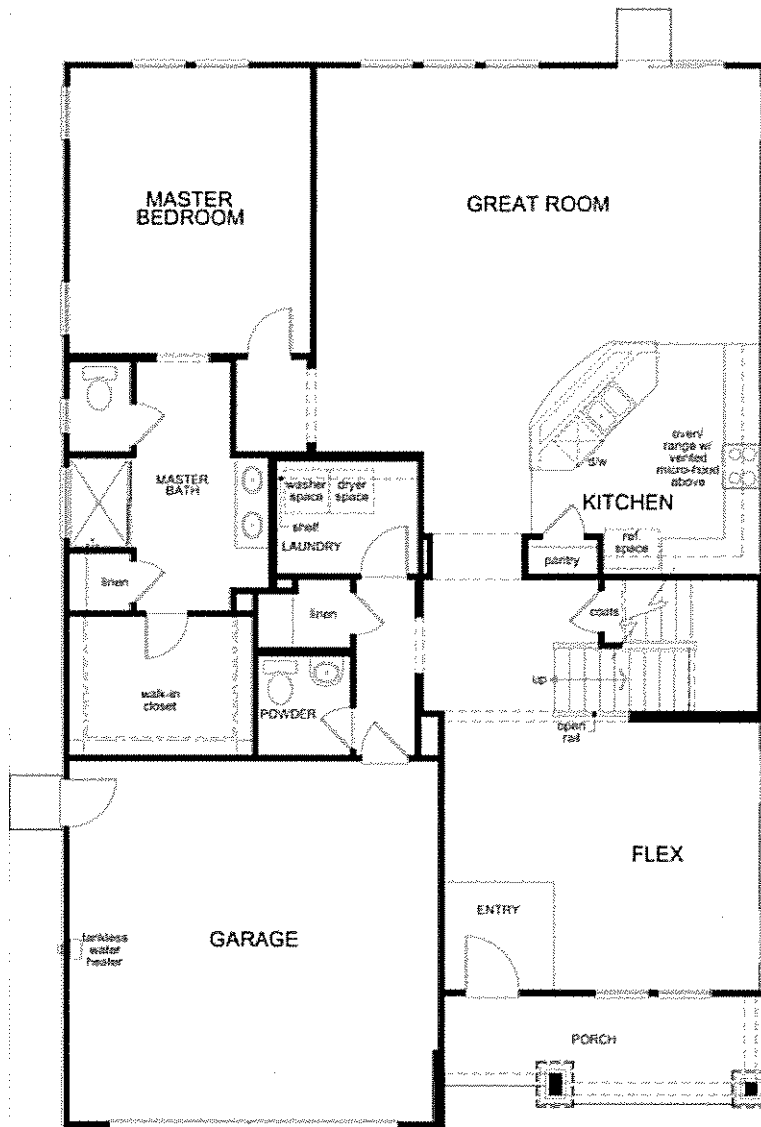 MASTER
BEDROOM
GREAT ROOM
oven/
range w/
vented
micro-hood
above
D/W
KITCHEN
MASTER
BATH
washer
space
dryer
space
shelf
LAUNDRY
ref.
space
pantry
linen
linen
coats
walk-in
closet
POWDER
up
open
rail
FLEX
ENTRY
GARAGE
tankless
water
heater
PORCH